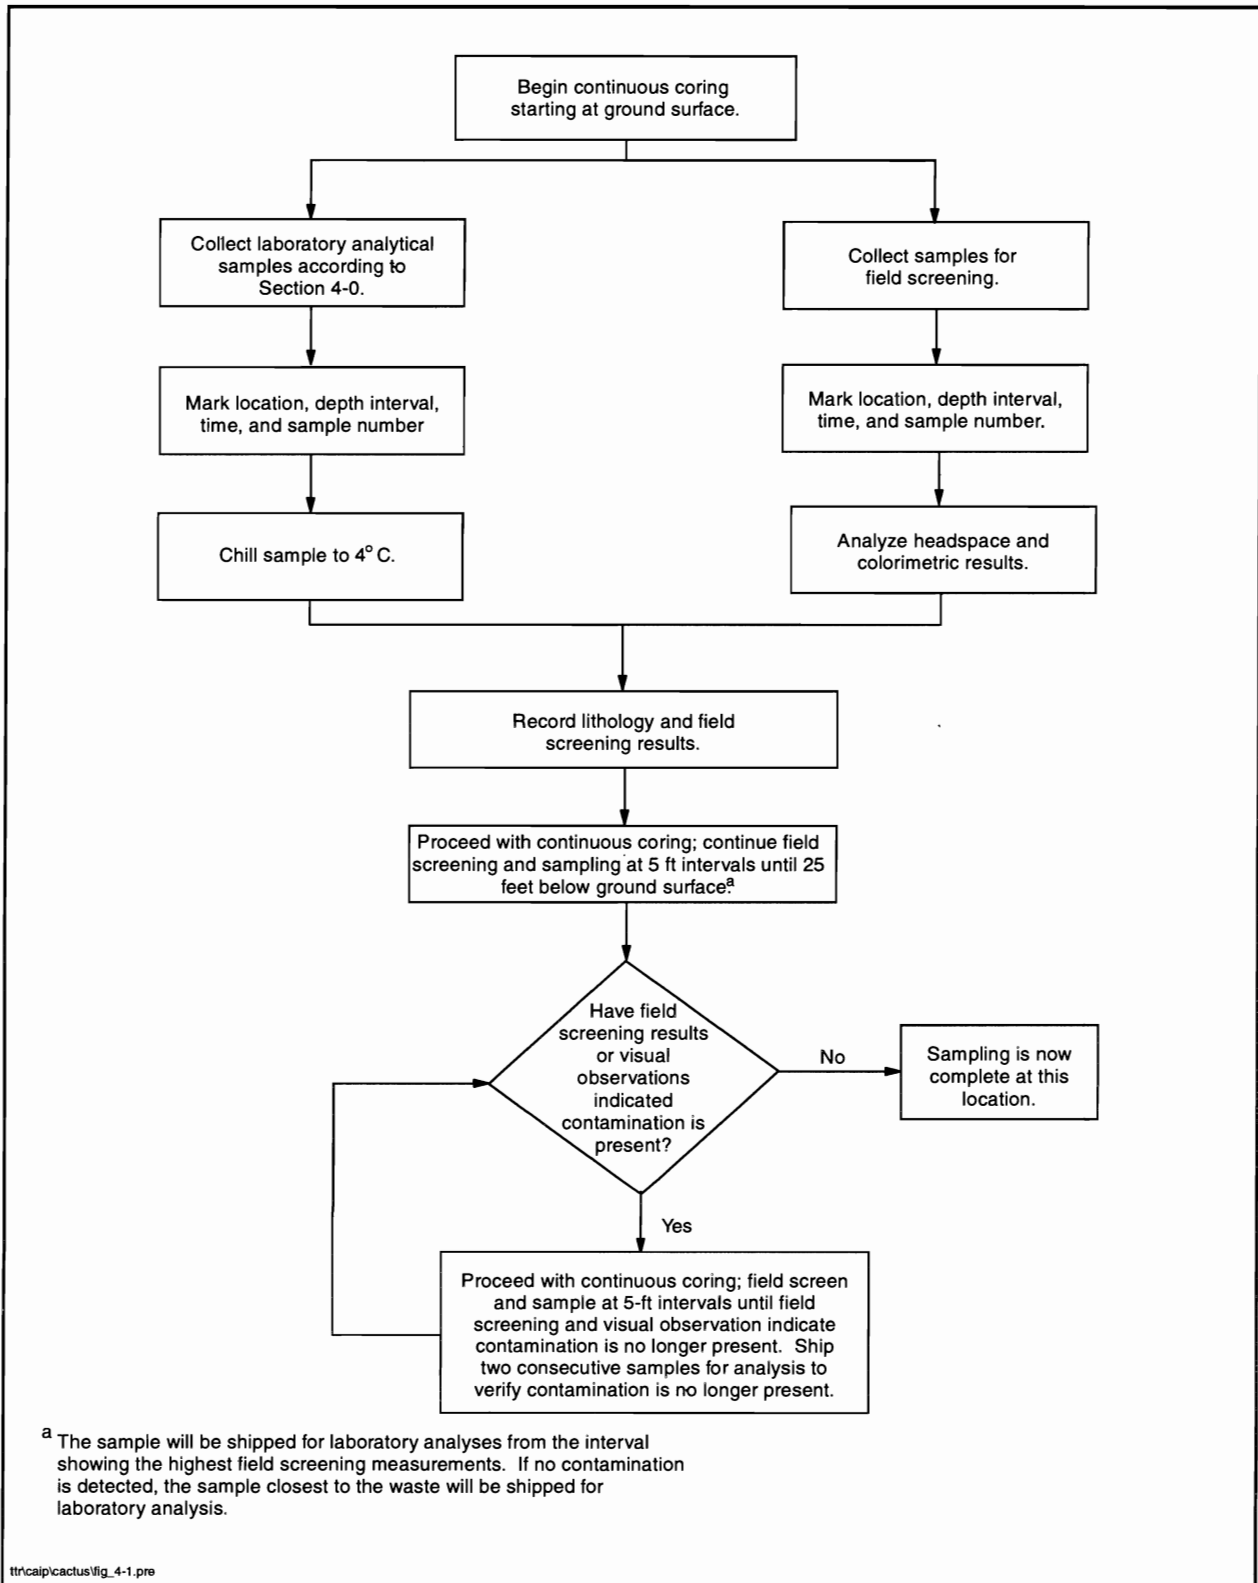 Begin continuous coring
starting at ground surface.
Collect laboratory analytical
samples according to
Section 4-0.
Collect samples for
field screening.
Mark location, depth interval,
time, and sample number
Mark location, depth interval,
time, and sample number.
Chill sample to 4° C.
Analyze headspace and
colorimetric results.
Record lithology and field
screening results.
Proceed with continuous coring; continue field
screening and sampling at 5 ft intervals until 25
feet below ground surface.a
Have field
screening results
or visual
observations
indicated
contamination is
present?
No
Sampling is now
complete at this
location.
Yes
Proceed with continuous coring; field screen
and sample at 5-ft intervals until field
screening and visual observation indicate
contamination is no longer present. Ship
two consecutive samples for analysis to
verify contamination is no longer present.
a The sample will be shipped for laboratory analyses from the interval
showing the highest field screening measurements. If no contamination
is detected, the sample closest to the waste will be shipped for
laboratory analysis.
ttr\caip\cactus\fig_4-1.pre